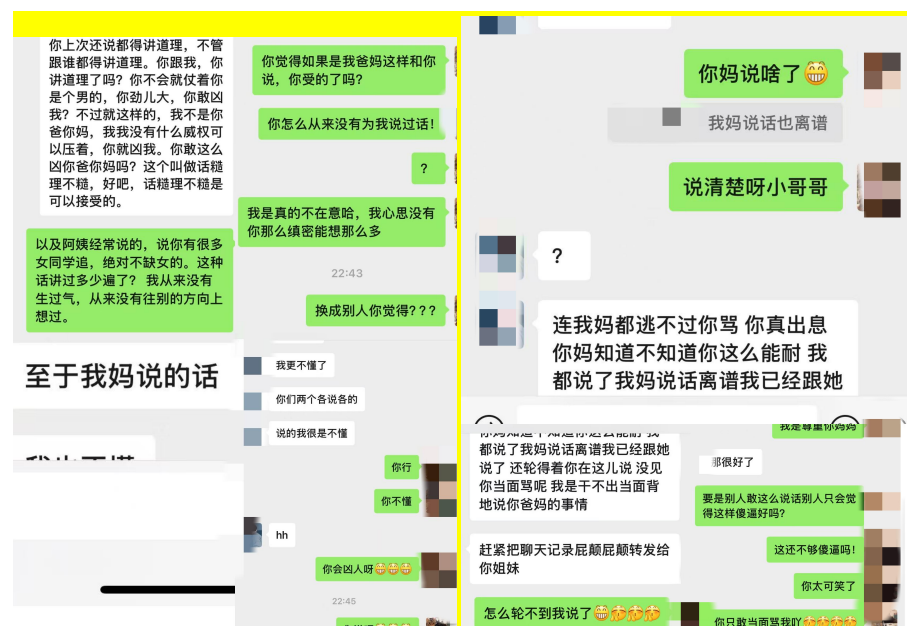 你上次还说都得讲道理，不管
跟谁都得讲道理。你跟我，你
讲道理了吗？你不会就仗着你
是个男的，你劲儿大，你敢凶
我？不过就这样的，我不是你
爸你妈，我我没有什么威权可
以压着，你就凶我。你敢这么
凶你爸你妈吗？这个叫做话糙
理不糙，好吧，话糙理不糙是
可以接受的。
以及阿姨经常说的，说你有很多
女同学追，绝对不缺女的。这种
话讲过多少遍了？ 我从来没有
生过气，从来没有往别的方向上
想过。
至于我妈说的话
你觉得如果是我爸妈这样和你
说，你受的了吗？
你怎么从来没有为我说过话！
？
我是真的不在意哈，我心思没有
你那么缜密能想那么多
22:43
换成别人你觉得？？？
我更不懂了
你们两个各说各的
说的我很是不懂
你行
你不懂
hh
你会凶人呀😁😁😁
22:45
你妈说啥了😁
我妈说话也离谱
说清楚呀小哥哥
？
连我妈都逃不过你骂 你真出息
你妈知道不知道你这么能耐 我
都说了我妈说话离谱我已经跟她
你妈知道不知道你这么能耐 我
都说了我妈说话离谱我已经跟她
说了 还轮得着你在这儿说 没见
你当面骂呢 我是干不出当面背
地说你爸妈的事情
赶紧把聊天记录屁颠屁颠转发给
你姐妹
怎么轮不到我说了
我是尊重你妈妈
那很好了
要是别人敢这么说话别人只会觉
得这样傻逼好吗？
这还不够傻逼吗！
你太可笑了
你只敢当面骂我吖